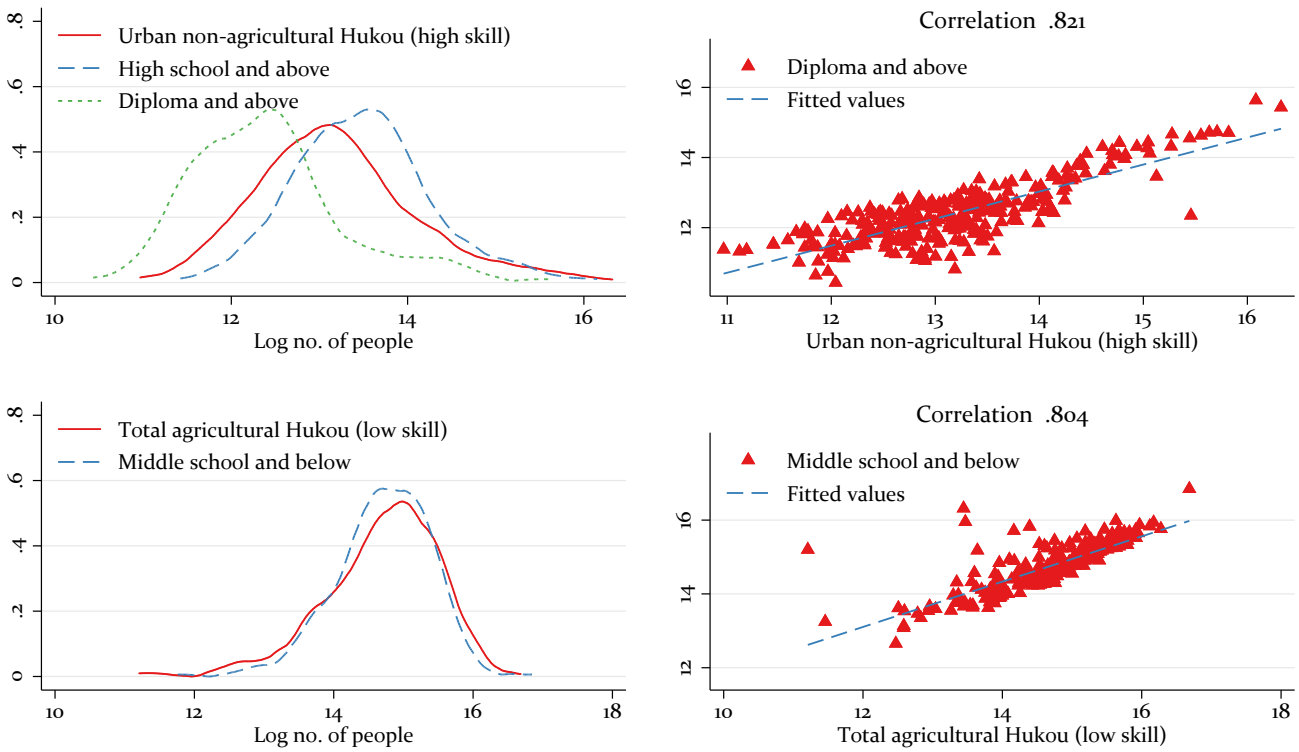 .8
.6
.4
.2
0
Urban non-agricultural Hukou (high skill)
High school and above
Diploma and above
10 12 14 16
Log no. of people
Correlation .821
16
14
12
Diploma and above
Fitted values
11 12 13 14 15 16
Urban non-agricultural Hukou (high skill)
.8
.6
.4
.2
0
Total agricultural Hukou (low skill)
Middle school and below
10 12 14 16 18
Log no. of people
Correlation .804
16
14
12
Middle school and below
Fitted values
10 12 14 16 18
Total agricultural Hukou (low skill)